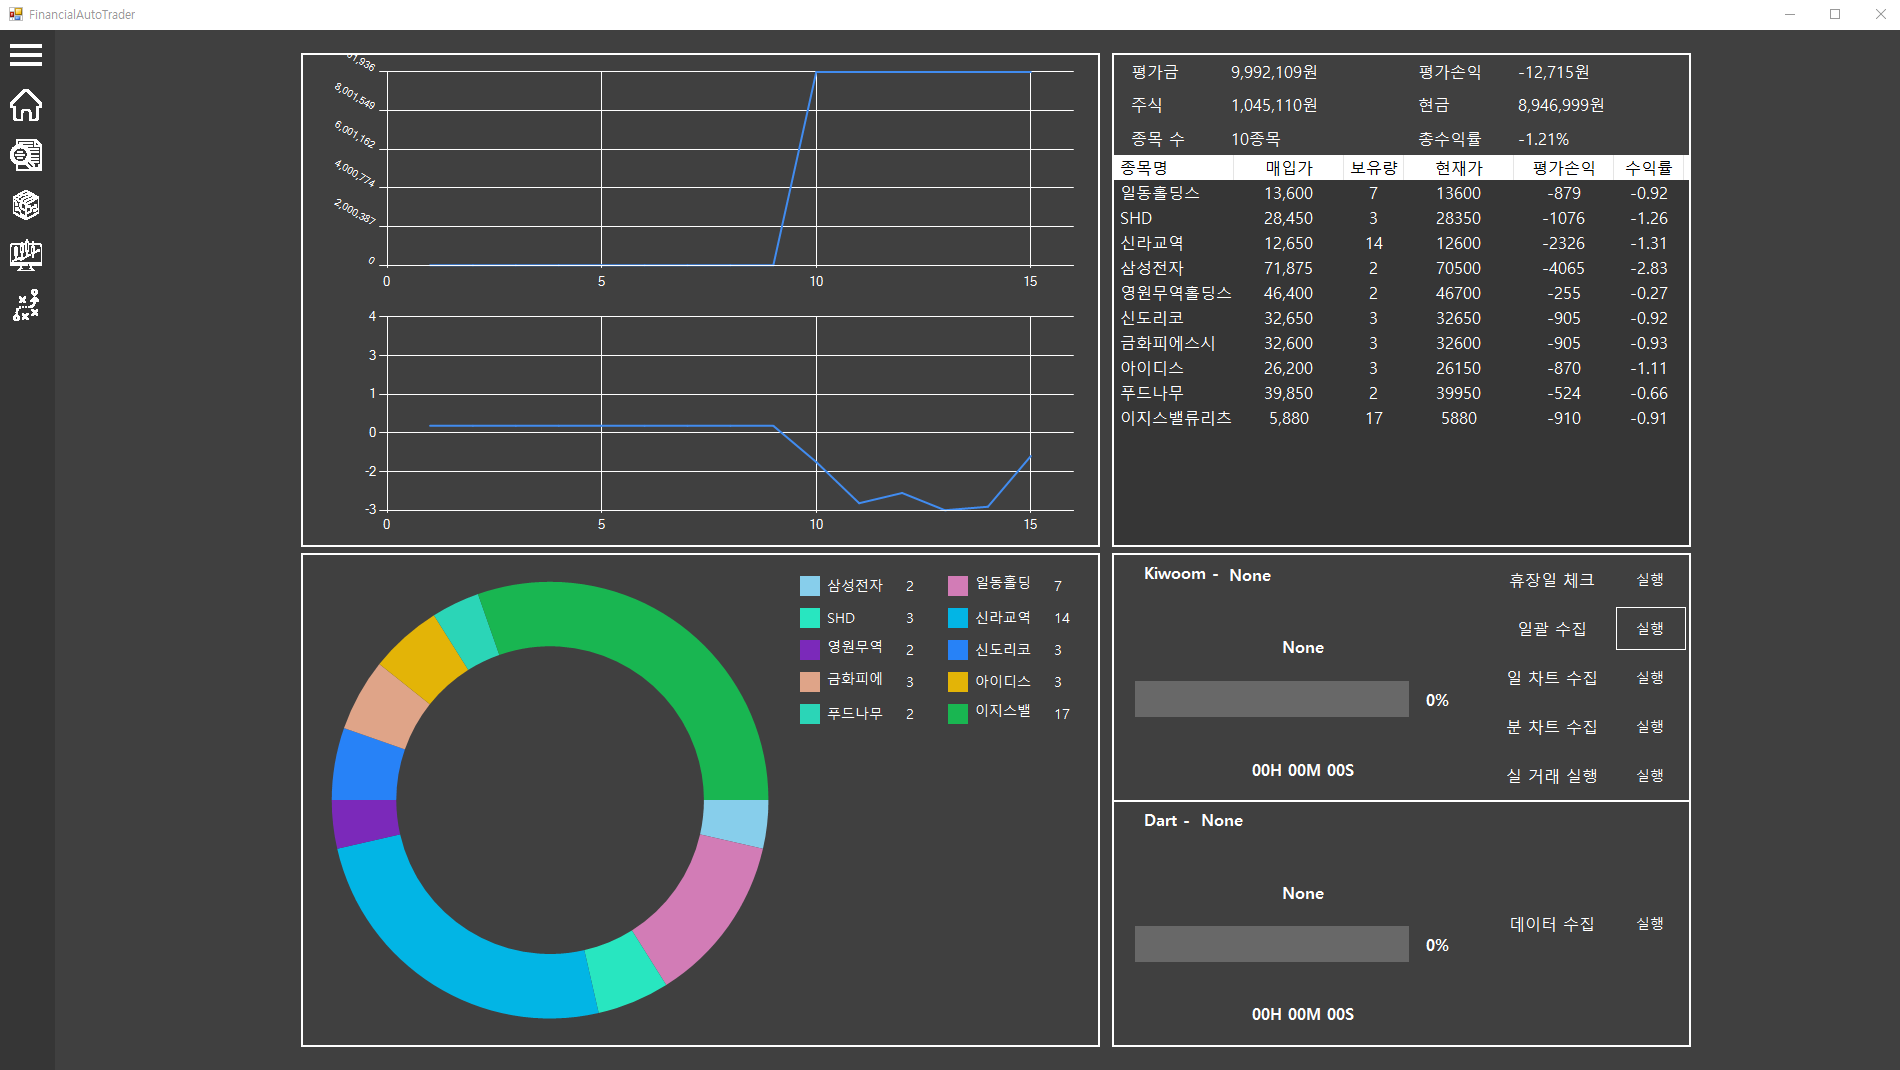 FinancialAutoTrader
8,001,549
6,001,162
4,000,774
2,000,387
0
0 5 10 15
4
3
1
0
-2
-3
0 5 10 15
평가금 9,992,109원 평가손익 -12,715원
주식 1,045,110원 현금 8,946,999원
종목 수 10종목 총수익률 -1.21%
종목명 매입가 보유량 현재가 평가손익 수익률
일동홀딩스 13,600 7 13600 -879 -0.92
SHD 28,450 3 28350 -1076 -1.26
신라교역 12,650 14 12600 -2326 -1.31
삼성전자 71,875 2 70500 -4065 -2.83
영원무역홀딩스 46,400 2 46700 -255 -0.27
신도리코 32,650 3 32650 -905 -0.92
금화피에스시 32,600 3 32600 -905 -0.93
아이디스 26,200 3 26150 -870 -1.11
푸드나무 39,850 2 39950 -524 -0.66
이지스밸류리츠 5,880 17 5880 -910 -0.91
삼성전자 2 일동홀딩 7
SHD 3 신라교역 14
영원무역 2 신도리코 3
금화피에 3 아이디스 3
푸드나무 2 이지스밸 17
Kiwoom - None
None
0%
00H 00M 00S
휴장일 체크 실행
일괄 수집 실행
일 차트 수집 실행
분 차트 수집 실행
실 거래 실행 실행
Dart - None
None
0%
00H 00M 00S
데이터 수집 실행